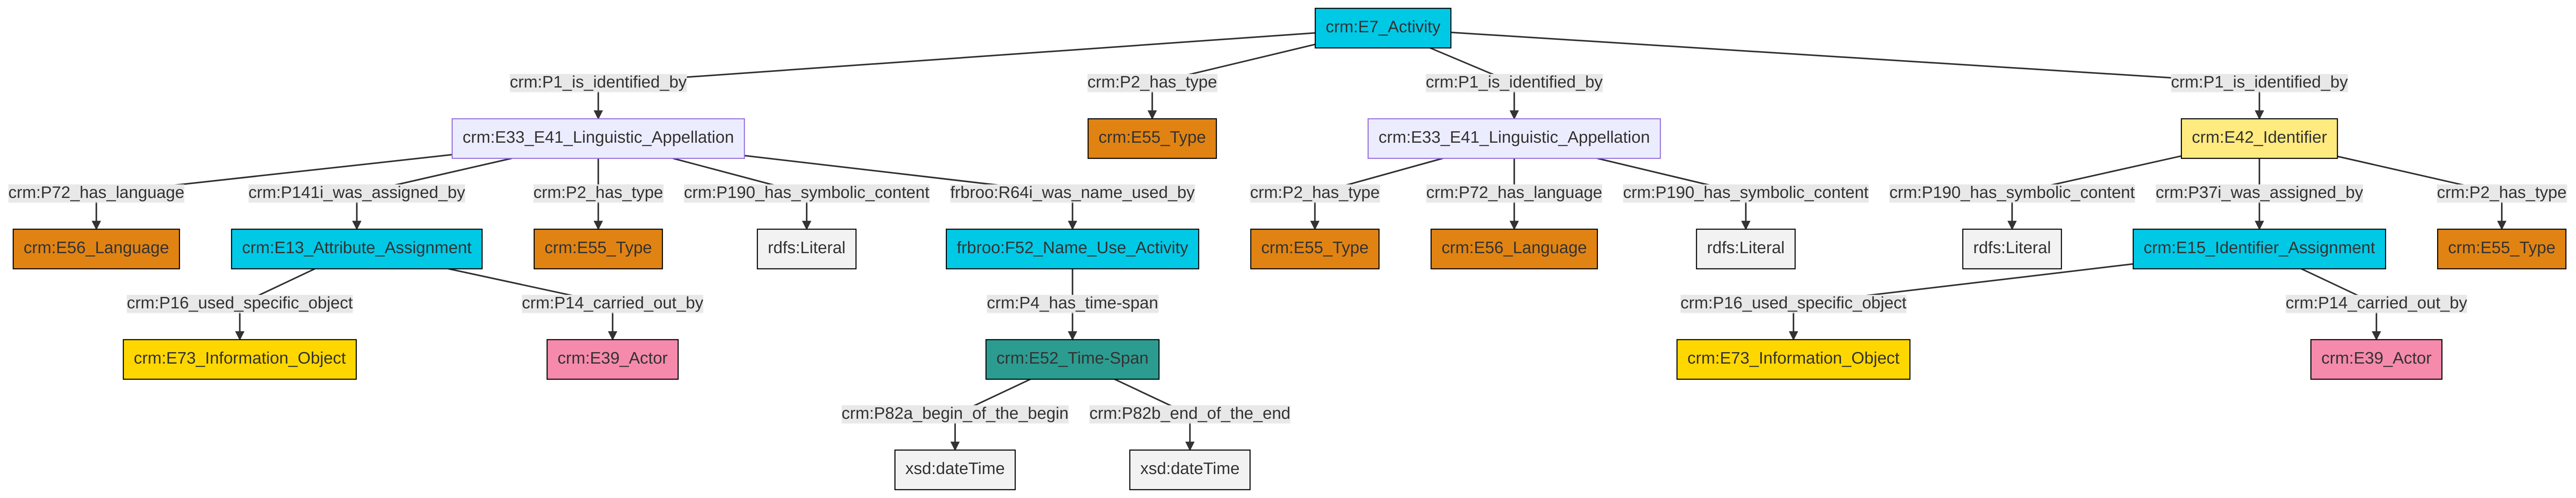 crm:E7_Activity
crm:P1_is_identified_by
crm:P2_has_type
crm:P1_is_identified_by
crm:P1_is_identified_by
crm:E33_E41_Linguistic_Appellation
crm:E55_Type
crm:E33_E41_Linguistic_Appellation
crm:E42_Identifier
crm:P72_has_language
crm:P141i_was_assigned_by
crm:P2_has_type
crm:P190_has_symbolic_content
frbroo:R64i_was_name_used_by
crm:P2_has_type
crm:P72_has_language
crm:P190_has_symbolic_content
crm:P190_has_symbolic_content
crm:P37i_was_assigned_by
crm:P2_has_type
crm:E56_Language
crm:E13_Attribute_Assignment
crm:E55_Type
rdfs:Literal
frbroo:F52_Name_Use_Activity
crm:E55_Type
crm:E56_Language
rdfs:Literal
rdfs:Literal
crm:E15_Identifier_Assignment
crm:E55_Type
crm:P16_used_specific_object
crm:P14_carried_out_by
crm:P4_has_time-span
crm:P16_used_specific_object
crm:P14_carried_out_by
crm:E73_Information_Object
crm:E39_Actor
crm:E52_Time-Span
crm:E73_Information_Object
crm:E39_Actor
crm:P82a_begin_of_the_begin
crm:P82b_end_of_the_end
xsd:dateTime
xsd:dateTime